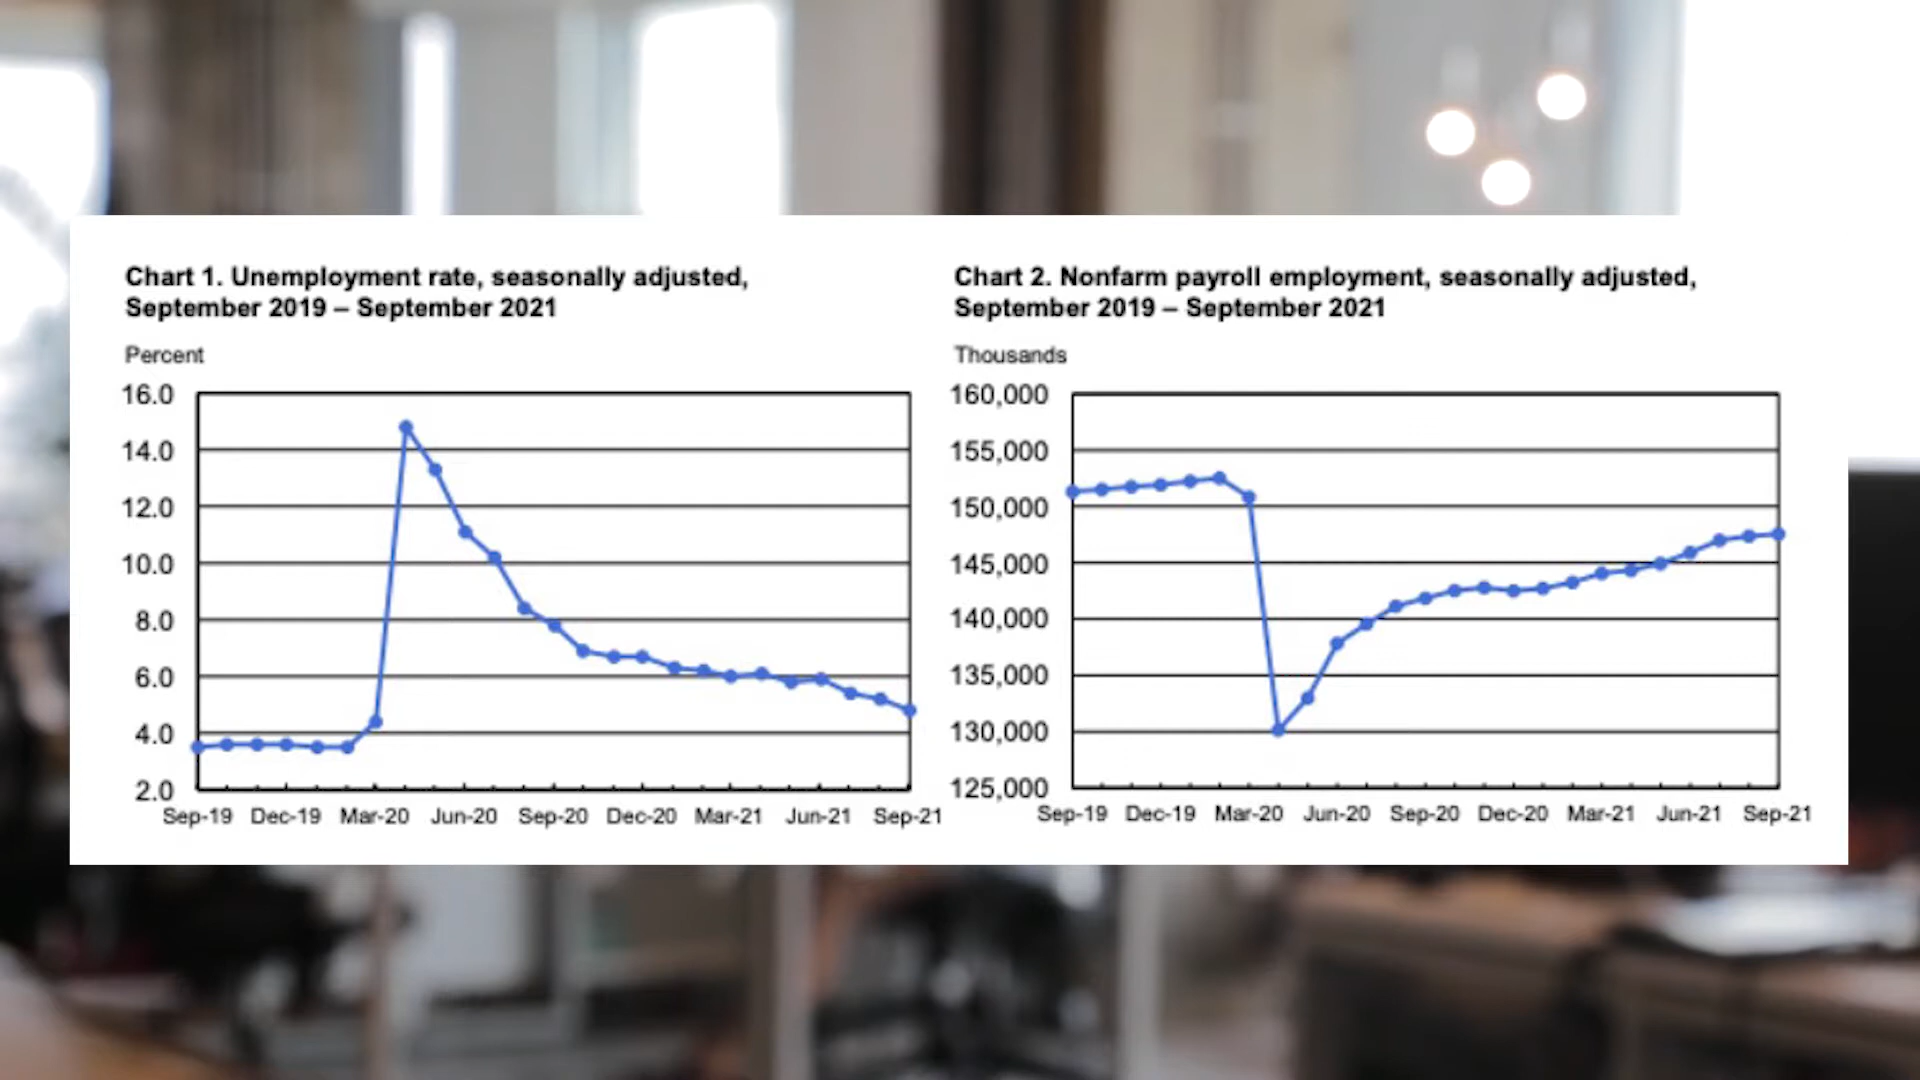 Chart 1. Unemployment rate, seasonally adjusted,
September 2019 – September 2021
Percent
16.0
14.0
12.0
10.0
8.0
6.0
4.0
2.0
Sep-19 Dec-19 Mar-20 Jun-20 Sep-20 Dec-20 Mar-21 Jun-21 Sep-21
Chart 2. Nonfarm payroll employment, seasonally adjusted,
September 2019 – September 2021
Thousands
160,000
155,000
150,000
145,000
140,000
135,000
130,000
125,000
Sep-19 Dec-19 Mar-20 Jun-20 Sep-20 Dec-20 Mar-21 Jun-21 Sep-21